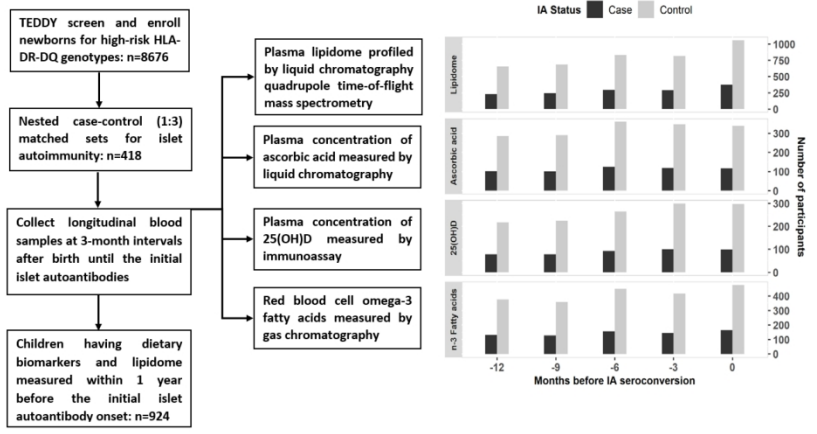 TEDDY screen and enroll
newborns for high-risk HLA-
DR-DQ genotypes: n=8676
Nested case-control (1:3)
matched sets for islet
autoimmunity: n=418
Collect longitudinal blood
samples at 3-month intervals
after birth until the initial
islet autoantibodies
Children having dietary
biomarkers and lipidome
measured within 1 year
before the initial islet
autoantibody onset: n=924
Plasma lipidome profiled
by liquid chromatography
quadrupole time-of-flight
mass spectrometry
Plasma concentration of
ascorbic acid measured by
liquid chromatography
Plasma concentration of
25(OH)D measured by
immunoassay
Red blood cell omega-3
fatty acids measured by
gas chromatography
IA Status Case Control
Lipidome
1000
750
500
250
0
Ascorbic acid
300
200
100
0
25(OH)D
300
200
100
0
n-3 Fatty acids
400
300
200
100
0
Number of participants
-12 -9 -6 -3 0
Months before IA seroconversion